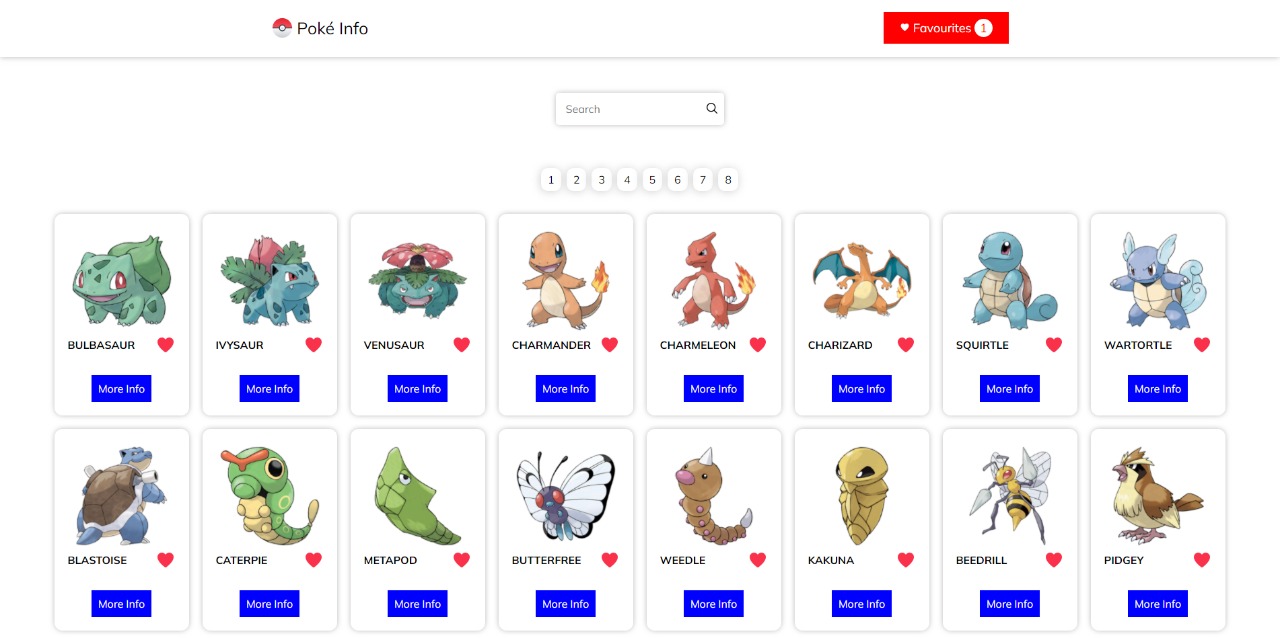 Poké Info
Favourites 1
Search
1 2 3 4 5 6 7 8
BULBASAUR IVYSAUR VENUSAUR CHARMANDER CHARMELEON CHARIZARD SQUIRTLE WARTORTLE
More Info More Info More Info More Info More Info More Info More Info More Info
BLASTOISE CATERPIE METAPOD BUTTERFREE WEEDLE KAKUNA BEEDRILL PIDGEY
More Info More Info More Info More Info More Info More Info More Info More Info